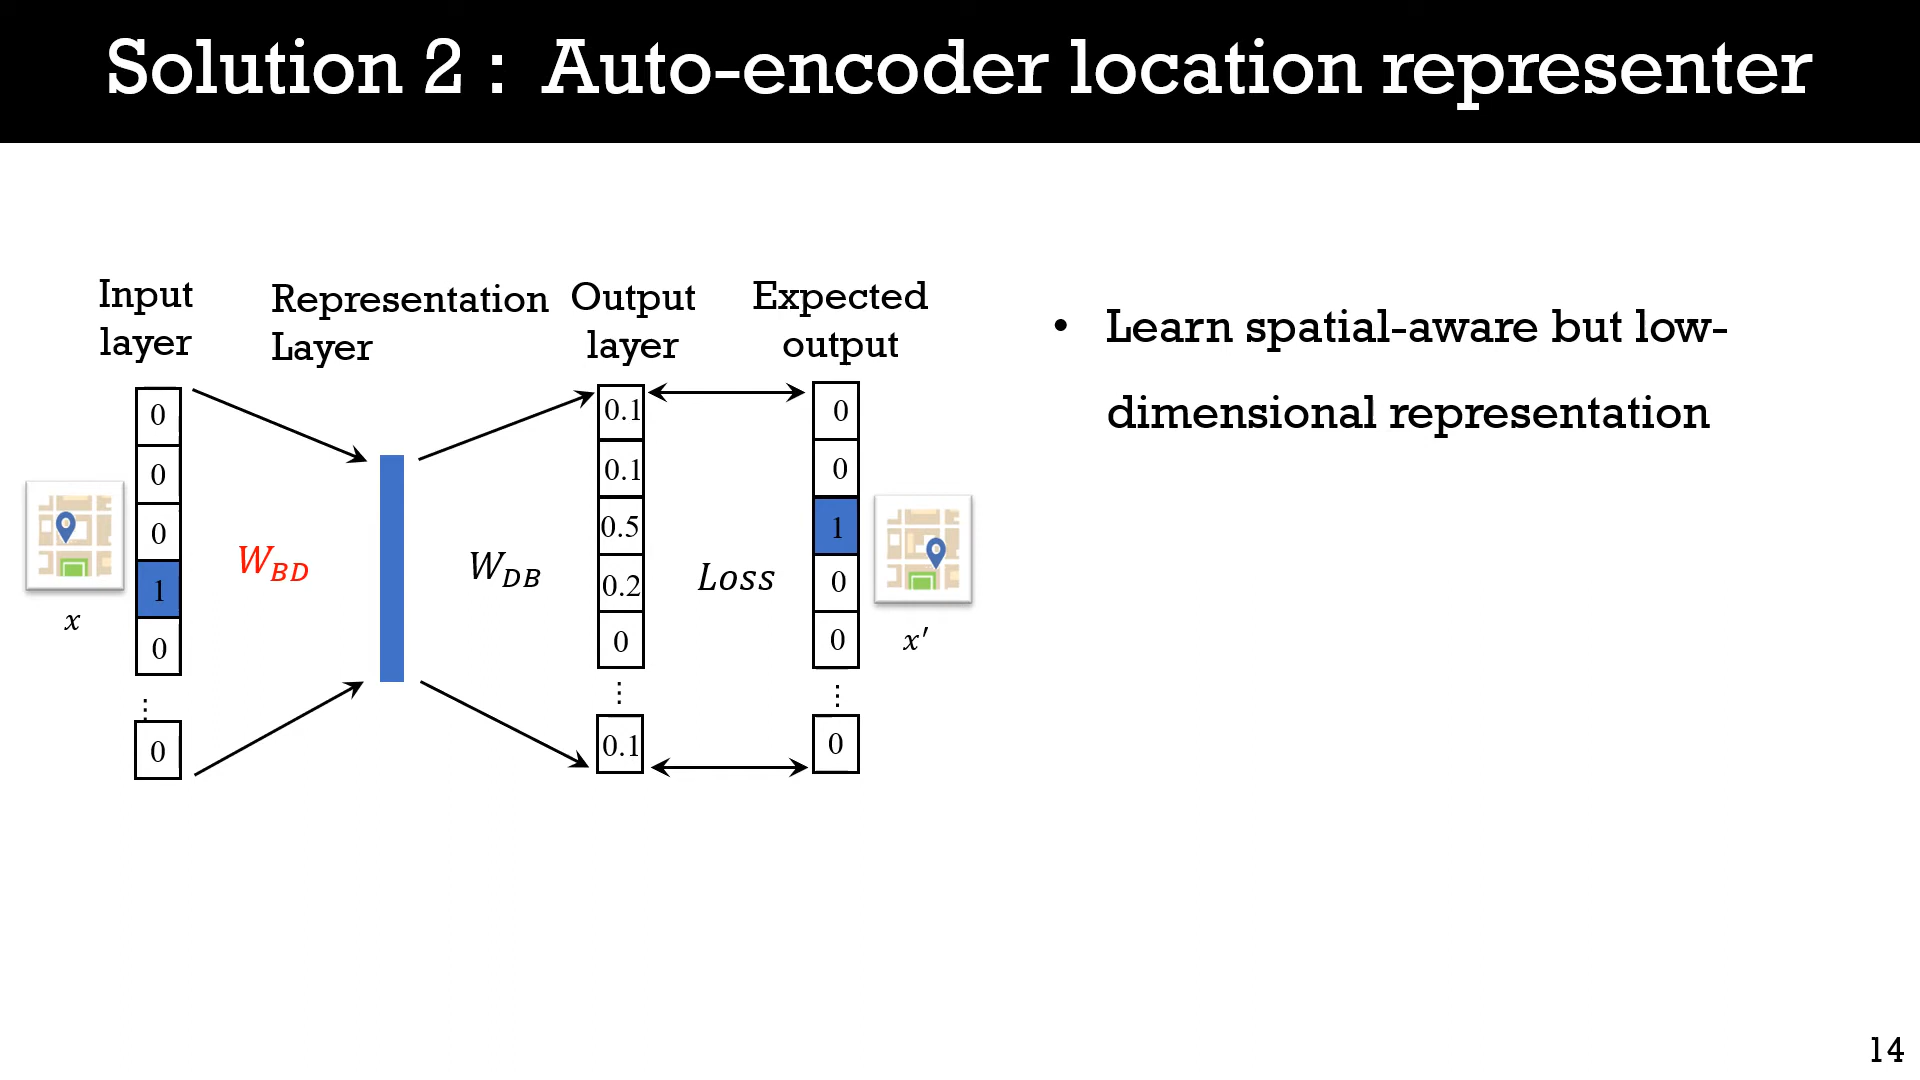 Solution 2 : Auto-encoder location representer
Input
layer
Representation
Layer
Output
layer
Expected
output
• Learn spatial-aware but low-
dimensional representation
0
0
0
1
0
⋮
0
x
W_BD
W_DB
0.1
0.1
0.5
0.2
0
⋮
0.1
Loss
0
0
1
0
0
⋮
0
x′
14